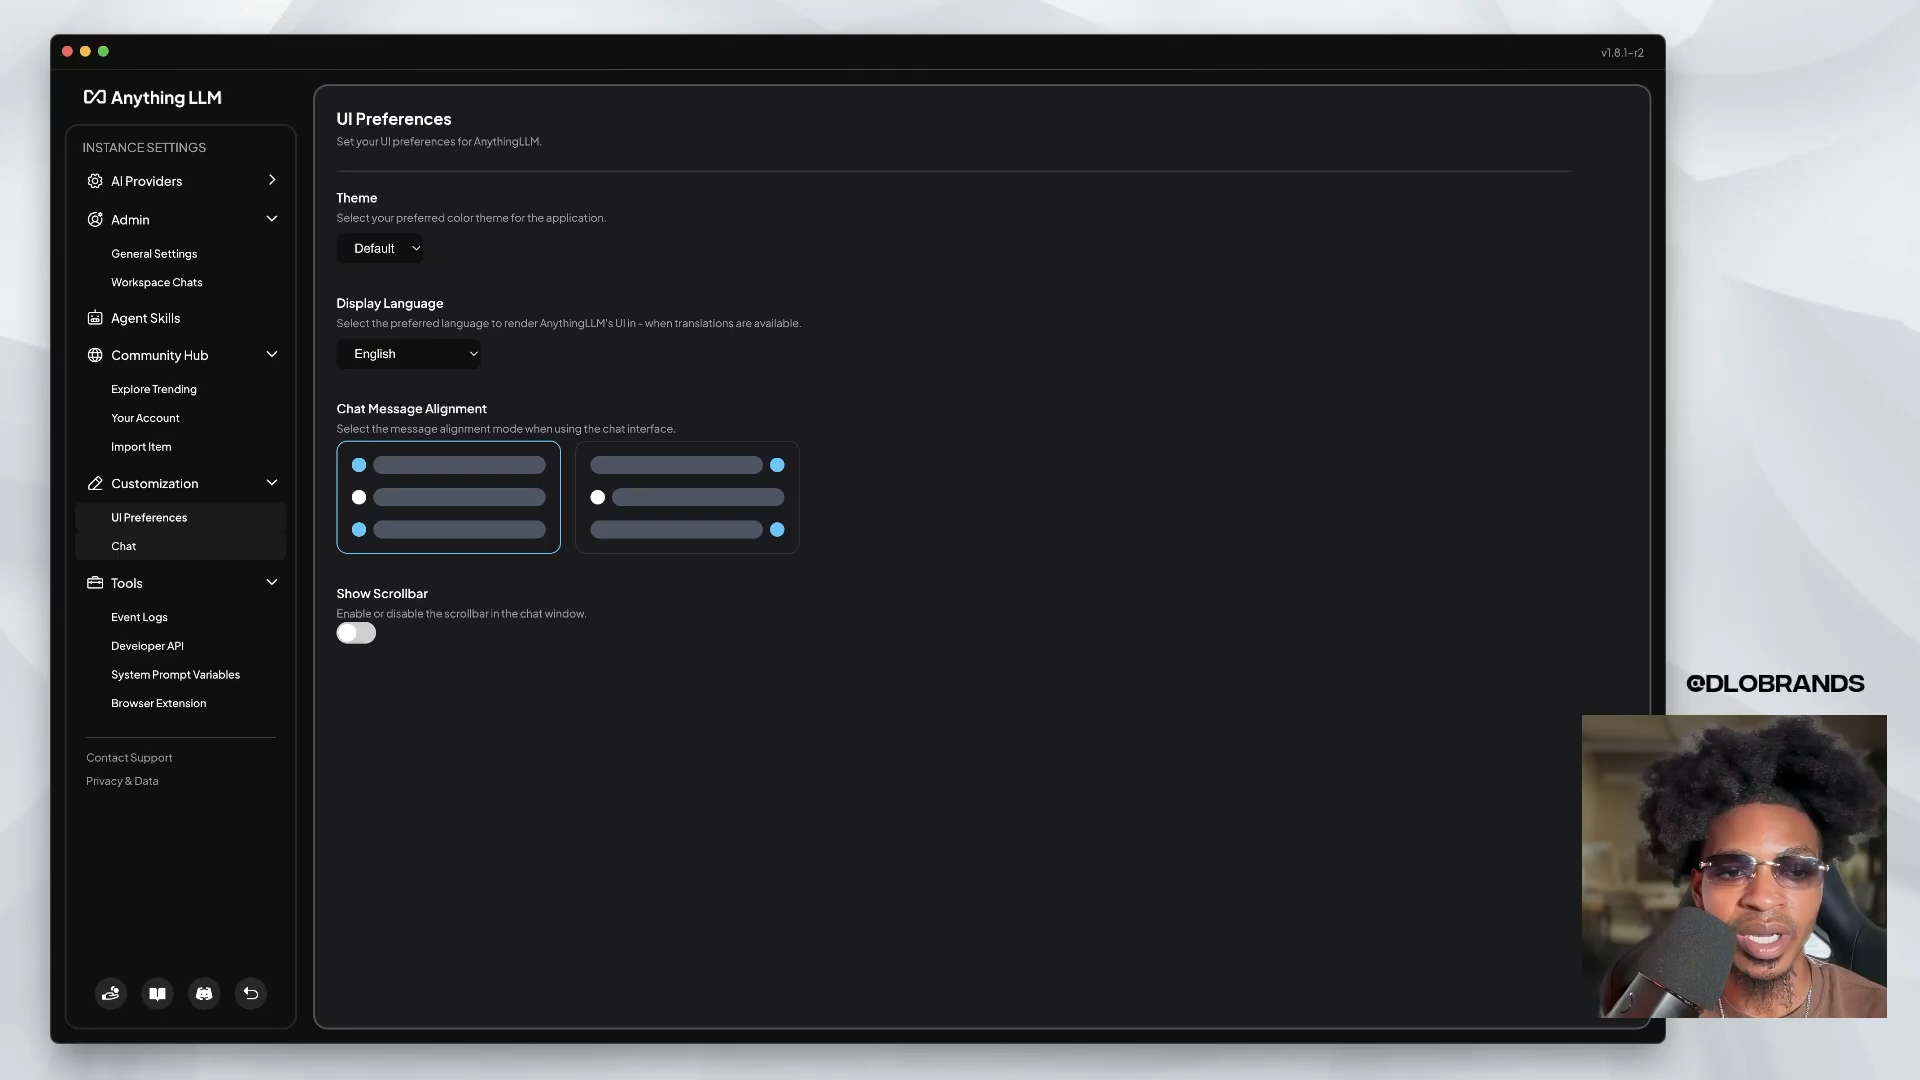 v1.8.1-r2
Anything LLM
INSTANCE SETTINGS
AI Providers
Admin
General Settings
Workspace Chats
Agent Skills
Community Hub
Explore Trending
Your Account
Import Item
Customization
UI Preferences
Chat
Tools
Event Logs
Developer API
System Prompt Variables
Browser Extension
Contact Support
Privacy & Data
UI Preferences
Set your UI preferences for AnythingLLM.
Theme
Select your preferred color theme for the application.
Default
Display Language
Select the preferred language to render AnythingLLM's UI in - when translations are available.
English
Chat Message Alignment
Select the message alignment mode when using the chat interface.
Show Scrollbar
Enable or disable the scrollbar in the chat window.
@DLOBRANDS